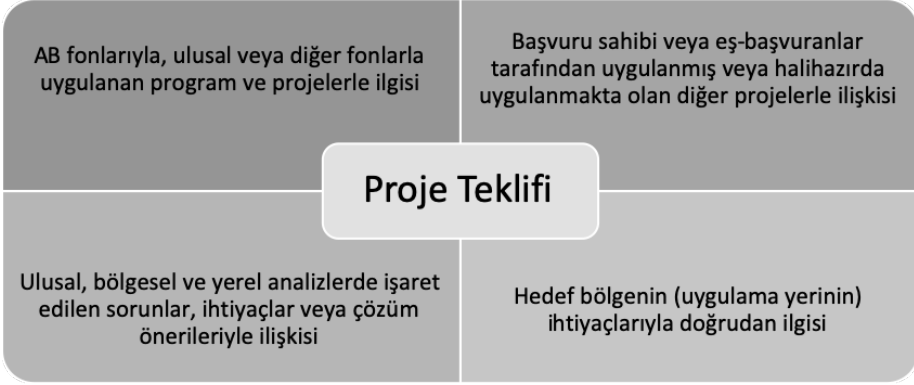 AB fonlarıyla, ulusal veya diğer fonlarla
uygulanan program ve projelerle ilgisi
Başvuru sahibi veya eş-başvuranlar
tarafından uygulanmış veya halihazırda
uygulanmakta olan diğer projelerle ilişkisi
Proje Teklifi
Ulusal, bölgesel ve yerel analizlerde işaret
edilen sorunlar, ihtiyaçlar veya çözüm
önerileriyle ilişkisi
Hedef bölgenin (uygulama yerinin)
ihtiyaçlarıyla doğrudan ilgisi